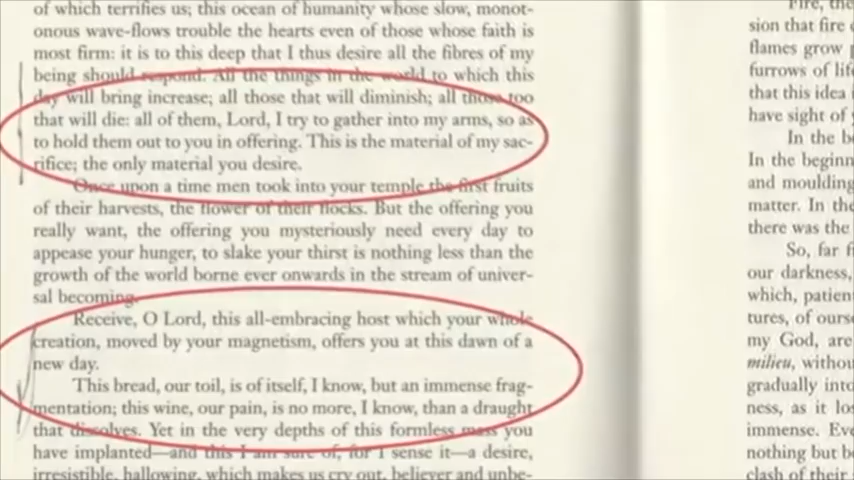 of which terrifies us; this ocean of humanity whose slow, monot-
onous wave-flows trouble the hearts even of those whose faith is
most firm: it is to this deep that I thus desire all the fibres of my
being should respond. All the things in the world to which this
day will bring increase; all those that will diminish; all those too
that will die: all of them, Lord, I try to gather into my arms, so as
to hold them out to you in offering. This is the material of my sac-
rifice; the only material you desire.
Once upon a time men took into your temple the first fruits
of their harvests, the flower of their flocks. But the offering you
really want, the offering you mysteriously need every day to
appease your hunger, to slake your thirst is nothing less than the
growth of the world borne ever onwards in the stream of univer-
sal becoming.
Receive, O Lord, this all-embracing host which your whole
creation, moved by your magnetism, offers you at this dawn of a
new day.
This bread, our toil, is of itself, I know, but an immense frag-
mentation; this wine, our pain, is no more, I know, than a draught
that dissolves. Yet in the very depths of this formless mass you
have implanted—and this I am sure of, for I sense it—a desire,
irresistible, hallowing, which makes us cry out, believer and unbe-
Fire, the
sion that fire
flames grow
furrows of life
that this idea
have sight of
In the b
In the beginn
and moulding
matter. In the
there was the
So, far f
our darkness,
which, patien
tures, of ourse
my God, are
milieu, withou
gradually into
ness, as it los
immense. Eve
nothing but b
clash of their